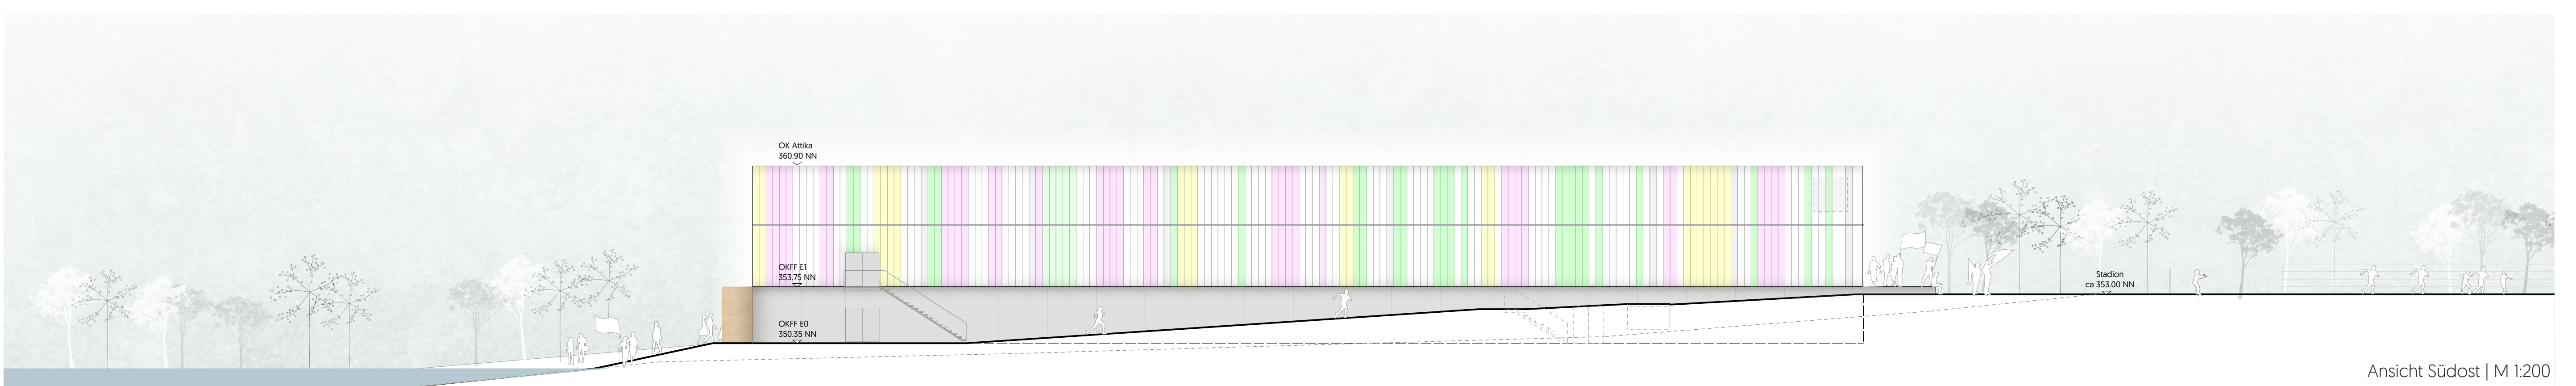 OK Attika
360.90 NN
OKFF E1
353.75 NN
OKFF E0
350.35 NN
Stadion
ca 353.00 NN
Ansicht Südost | M 1:200